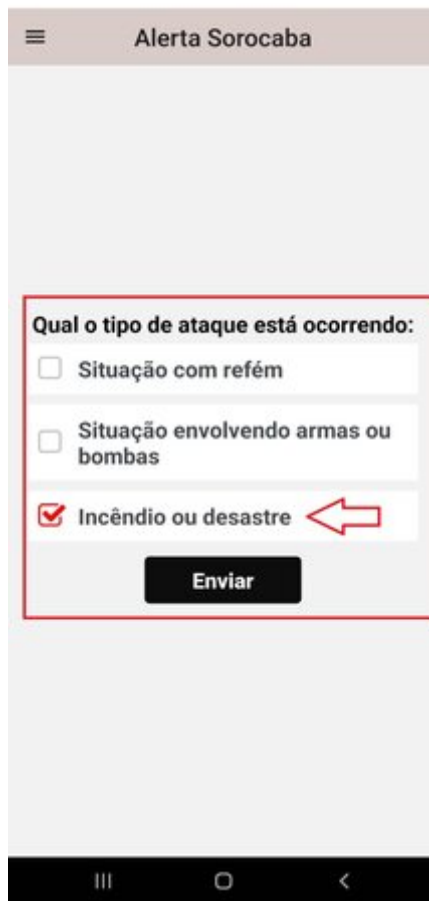 Alerta Sorocaba
Qual o tipo de ataque está ocorrendo:
Situação com refém
Situação envolvendo armas ou
bombas
Incêndio ou desastre
Enviar